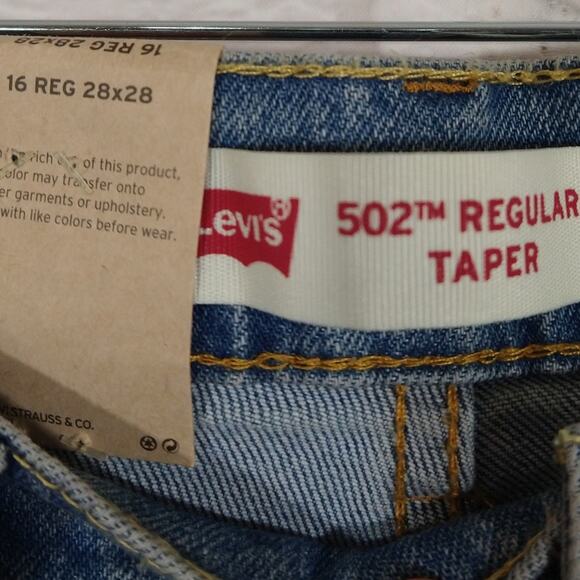 16 REG 28x28
16 REG 28x28
of this product,
may transfer onto
garments or upholstery.
with like colors before wear.
Levi's®
502™ REGULAR
TAPER
STRAUSS & CO.